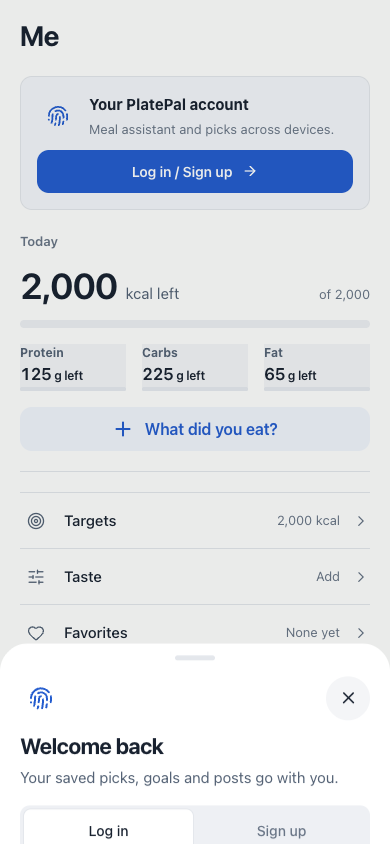 Me
Your PlatePal account
Meal assistant and picks across devices.
Log in / Sign up
Today
2,000 kcal left of 2,000
Protein Carbs Fat
125 g left 225 g left 65 g left
What did you eat?
Targets 2,000 kcal
Taste Add
Favorites None yet
Welcome back
Your saved picks, goals and posts go with you.
Log in Sign up